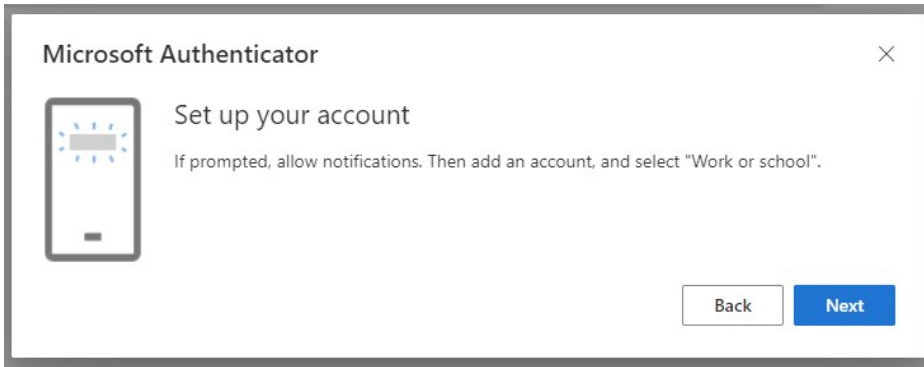 Microsoft Authenticator
Set up your account
If prompted, allow notifications. Then add an account, and select "Work or school".
Back
Next